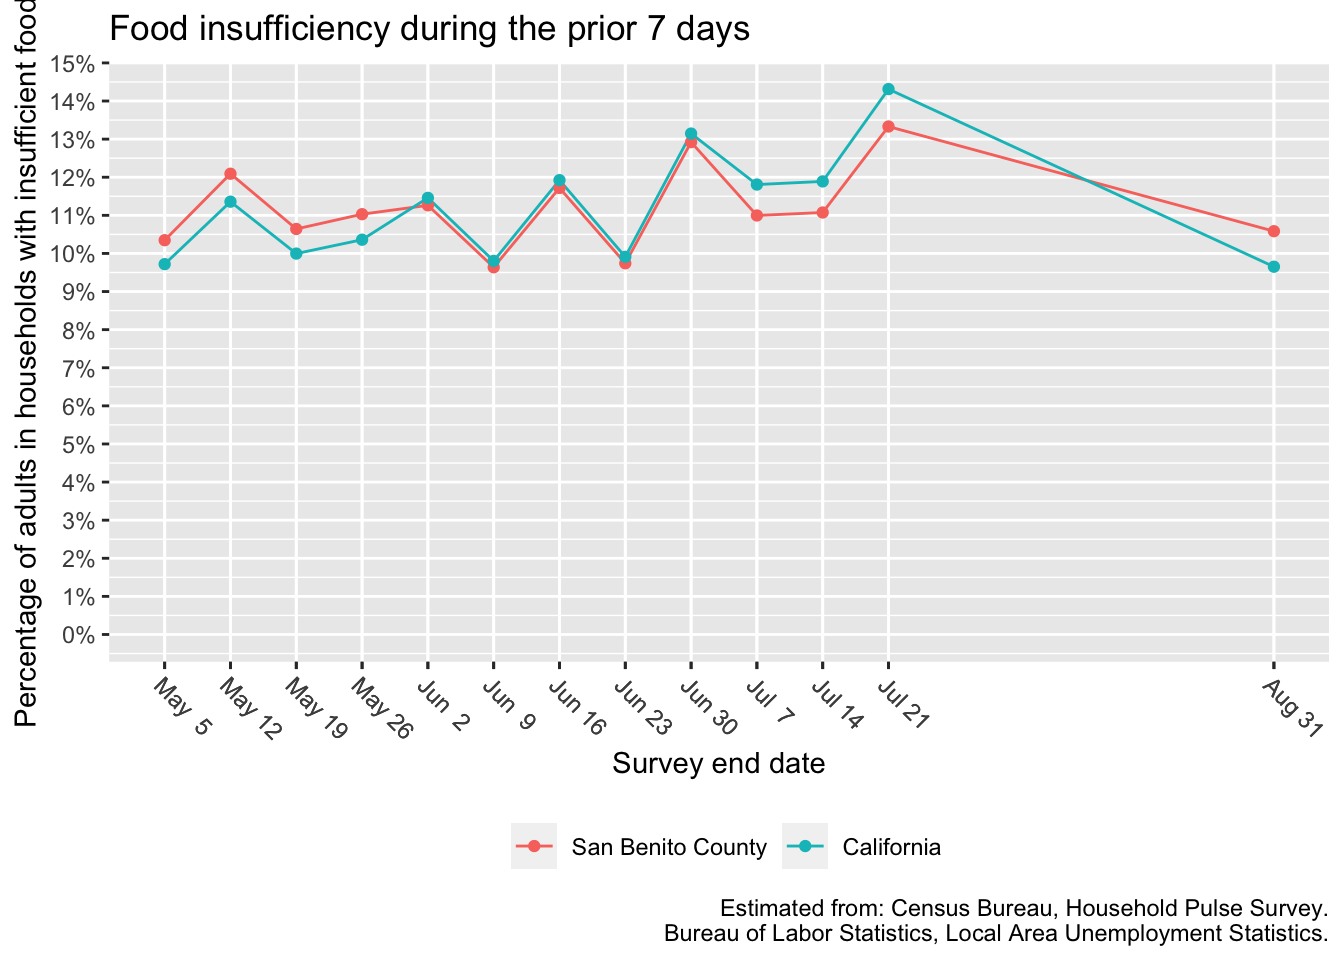 Food insufficiency during the prior 7 days
Percentage of adults in households with insufficient food
15%
14%
13%
12%
11%
10%
9%
8%
7%
6%
5%
4%
3%
2%
1%
0%
May 5
May 12
May 19
May 26
Jun 2
Jun 9
Jun 16
Jun 23
Jun 30
Jul 7
Jul 14
Jul 21
Aug 31
Survey end date
San Benito County
California
Estimated from: Census Bureau, Household Pulse Survey.
Bureau of Labor Statistics, Local Area Unemployment Statistics.